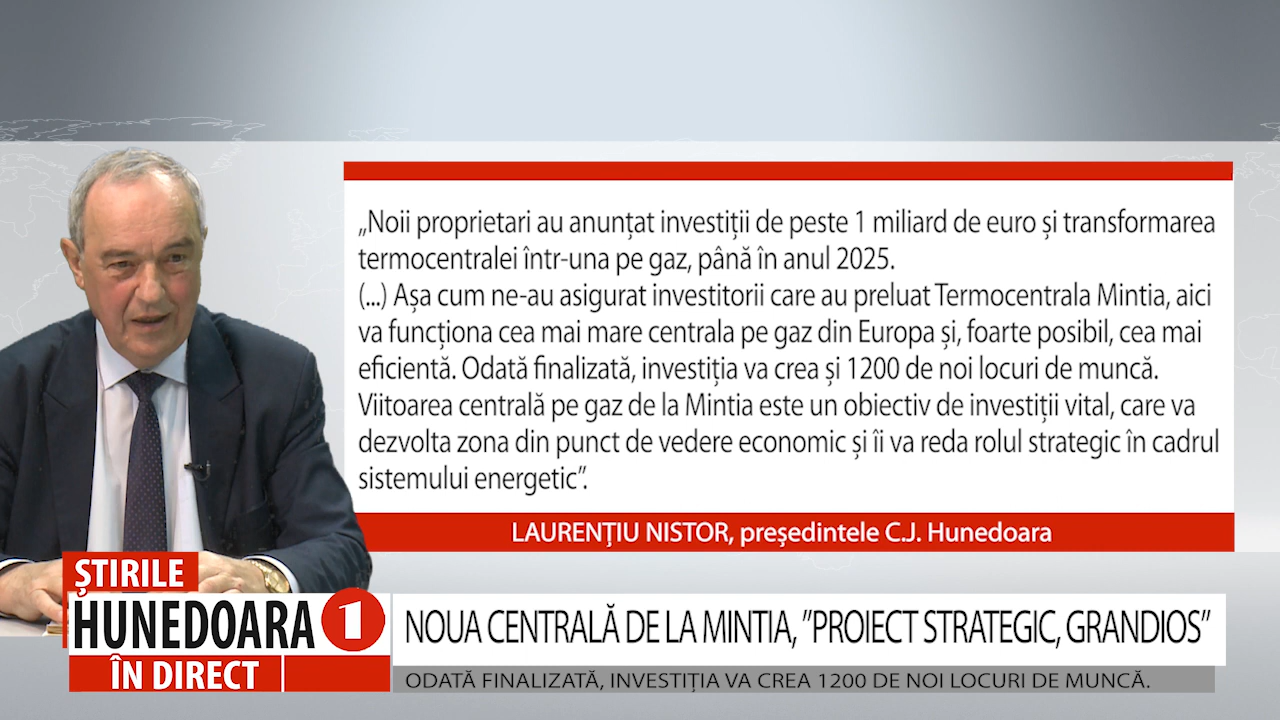 „Noii proprietari au anunțat investiții de peste 1 miliard de euro și transformarea
termocentralei într-una pe gaz, până în anul 2025.
(...) Așa cum ne-au asigurat investitorii care au preluat Termocentrala Mintia, aici
va funcționa cea mai mare centrala pe gaz din Europa și, foarte posibil, cea mai
eficientă. Odată finalizată, investiția va crea și 1200 de noi locuri de muncă.
Viitoarea centrală pe gaz de la Mintia este un obiectiv de investiții vital, care va
dezvolta zona din punct de vedere economic și îi va reda rolul strategic în cadrul
sistemului energetic”.
LAURENȚIU NISTOR, președintele C.J. Hunedoara
ȘTIRILE
HUNEDOARA 1
ÎN DIRECT
NOUA CENTRALĂ DE LA MINTIA, ”PROIECT STRATEGIC, GRANDIOS”
ODATĂ FINALIZATĂ, INVESTIȚIA VA CREA 1200 DE NOI LOCURI DE MUNCĂ.